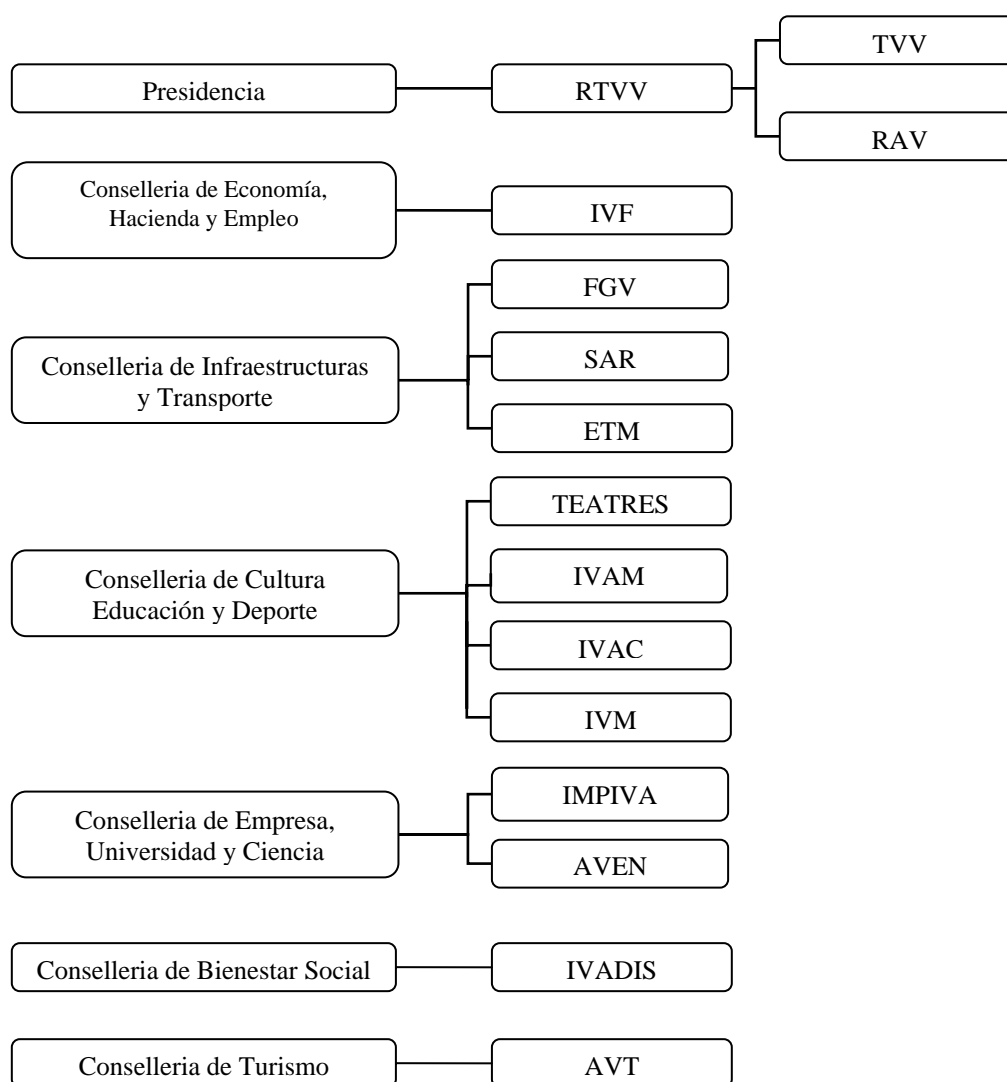 TVV
Presidencia
RTVV
RAV
Conselleria de Economía,
Hacienda y Empleo
IVF
FGV
Conselleria de Infraestructuras
y Transporte
SAR
ETM
TEATRES
Conselleria de Cultura
Educación y Deporte
IVAM
IVAC
IVM
IMPIVA
Conselleria de Empresa,
Universidad y Ciencia
AVEN
Conselleria de Bienestar Social
IVADIS
Conselleria de Turismo
AVT